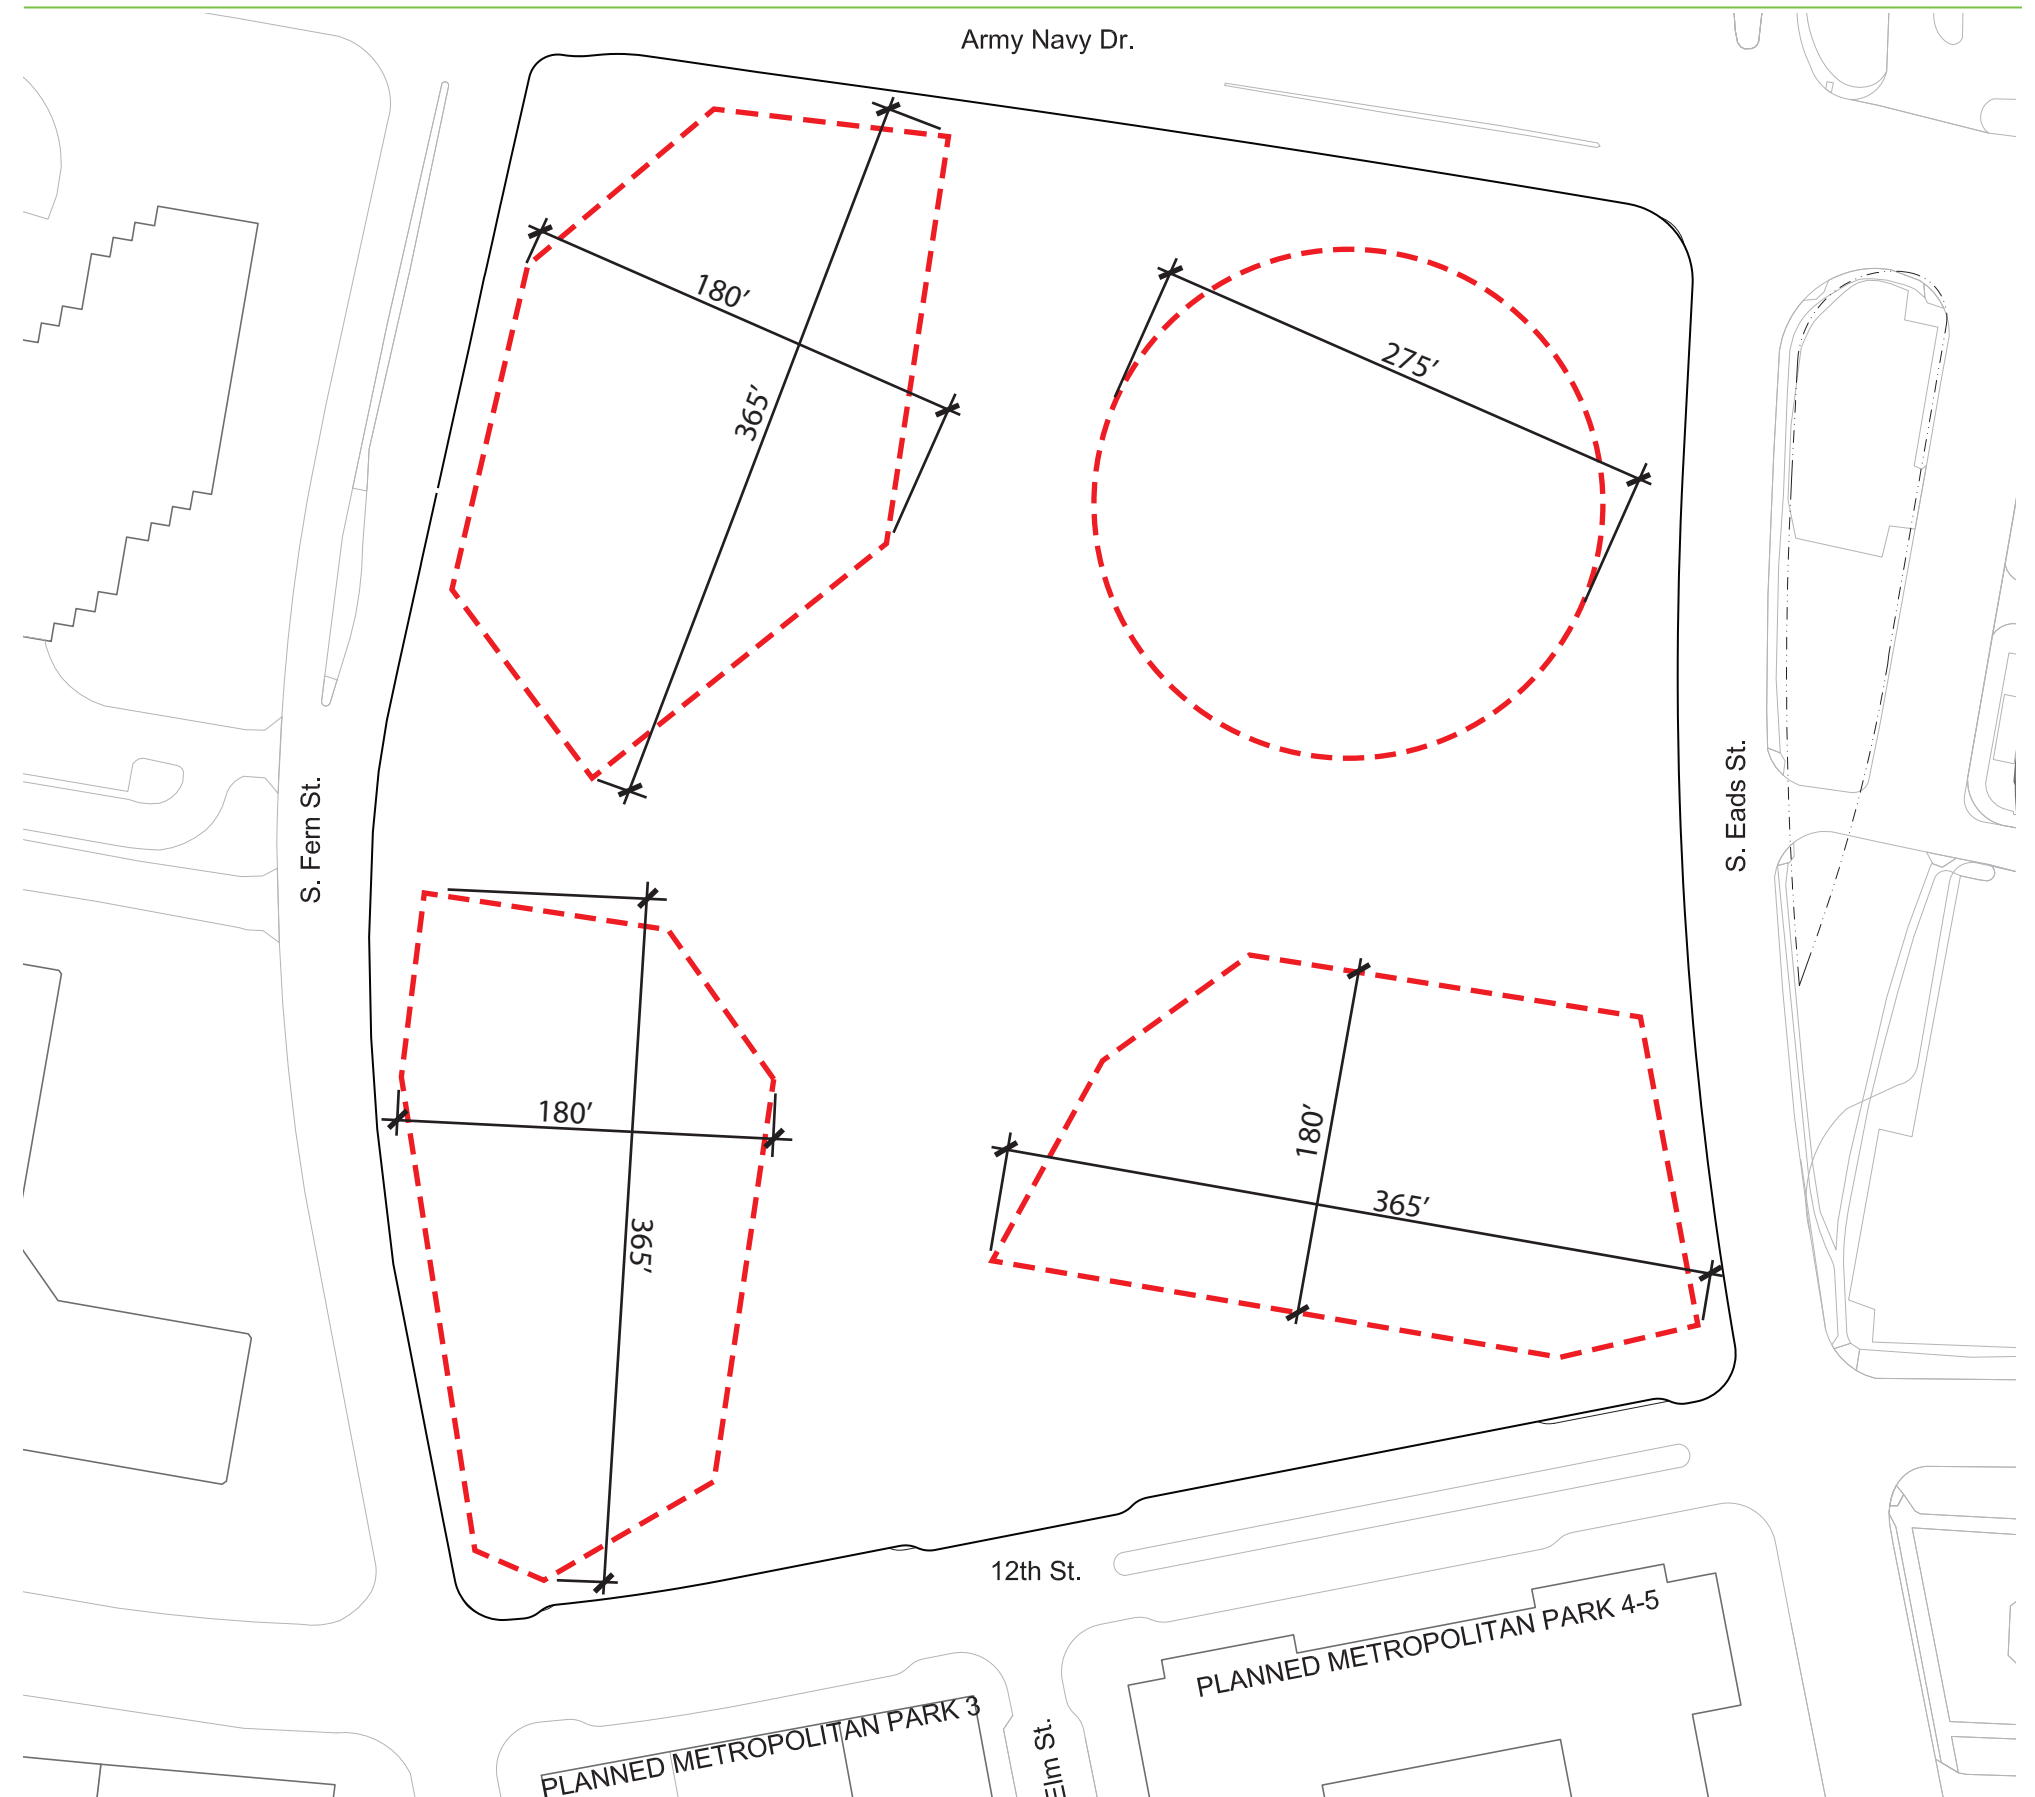 Army Navy Dr.
180′
275′
365′
S. Fern St.
S. Eads St.
180′
180′
365′
365′
12th St.
PLANNED METROPOLITAN PARK 4-5
PLANNED METROPOLITAN PARK 3
Elm St.